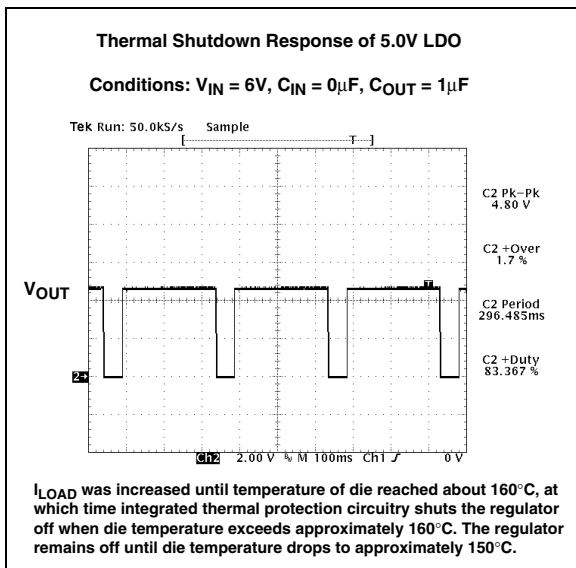 Thermal Shutdown Response of 5.0V LDO
Conditions: VIN = 6V, CIN = 0μF, COUT = 1μF
Tek Run: 50.0kS/s Sample
T
C2 Pk-Pk
4.80 V
C2 +Over
1.7 %
VOUT
T
C2 Period
296.485ms
C2 +Duty
83.367 %
2→
Ch2 2.00 V M 100ms Ch1 0 V
ILOAD was increased until temperature of die reached about 160°C, at
which time integrated thermal protection circuitry shuts the regulator
off when die temperature exceeds approximately 160°C. The regulator
remains off until die temperature drops to approximately 150°C.